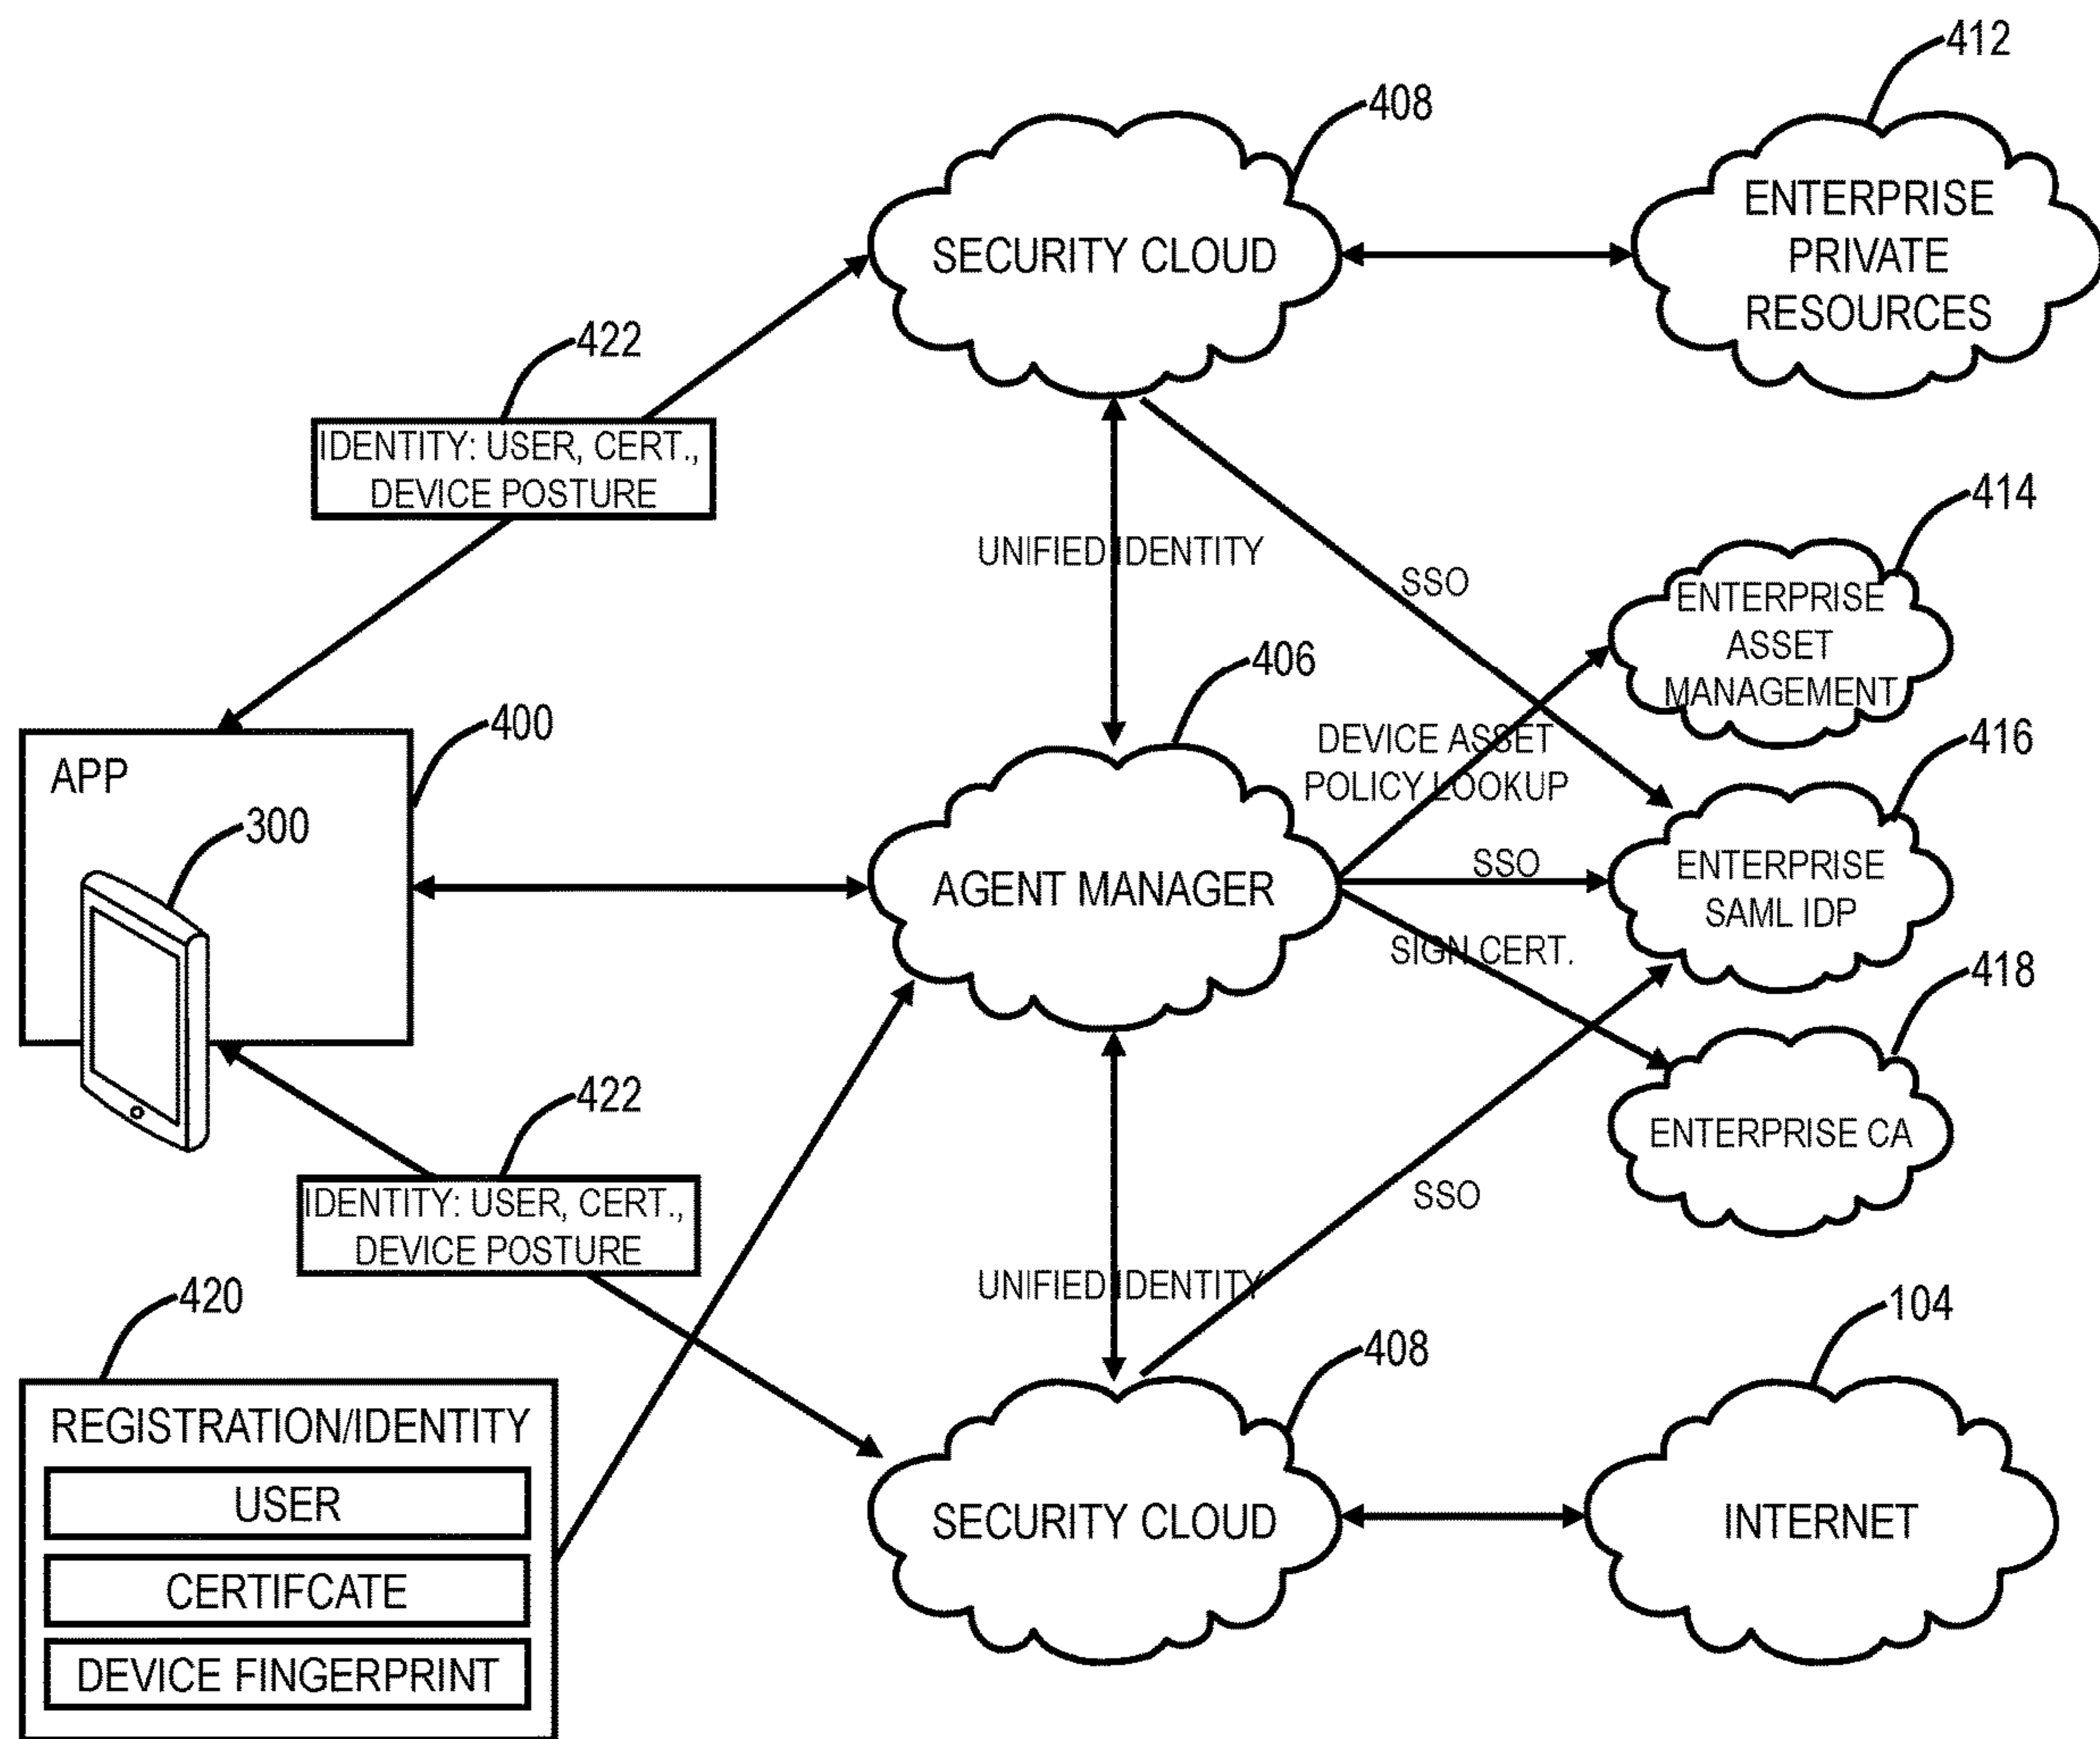 412
408
ENTERPRISE
PRIVATE
RESOURCES
SECURITY CLOUD
422
IDENTITY: USER, CERT.,
DEVICE POSTURE
414
UNIFIED IDENTITY
SSO
ENTERPRISE
ASSET
MANAGEMENT
406
400
DEVICE ASSET
POLICY LOOKUP
416
APP
300
SSO
ENTERPRISE
SAML IDP
AGENT MANAGER
SIGN CERT.
418
422
ENTERPRISE CA
IDENTITY: USER, CERT.,
DEVICE POSTURE
SSO
UNIFIED IDENTITY
420
104
408
REGISTRATION/IDENTITY
USER
CERTIFCATE
DEVICE FINGERPRINT
SECURITY CLOUD
INTERNET